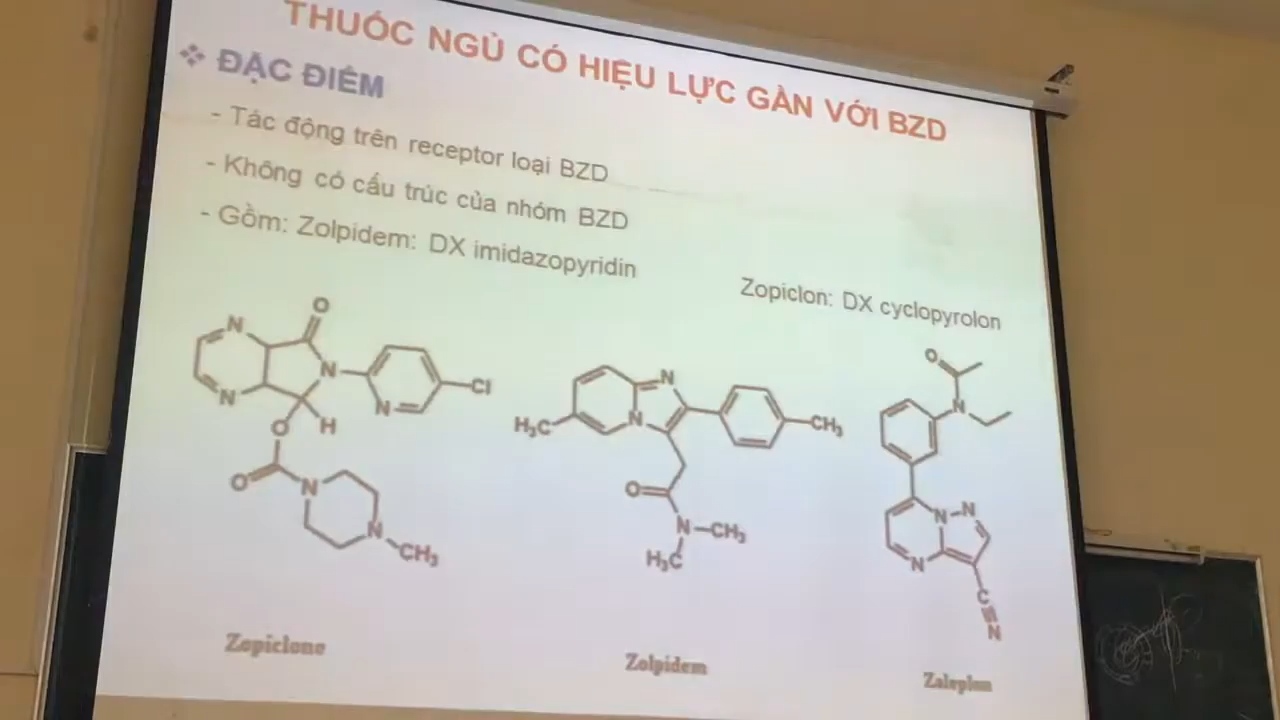 THUỐC NGỦ CÓ HIỆU LỰC GẦN VỚI BZD
❖ ĐẶC ĐIỂM
- Tác động trên receptor loại BZD
- Không có cấu trúc của nhóm BZD
- Gồm: Zolpidem: DX imidazopyridin
Zopiclon: DX cyclopyrolon
N
O
N
N
N
Cl
O
H
O
N
N
CH₃
N
N
H₃C
CH₃
O
N
CH₃
H₃C
O
N
N
N
N
C
N
Zopiclone
Zolpidem
Zaleplon